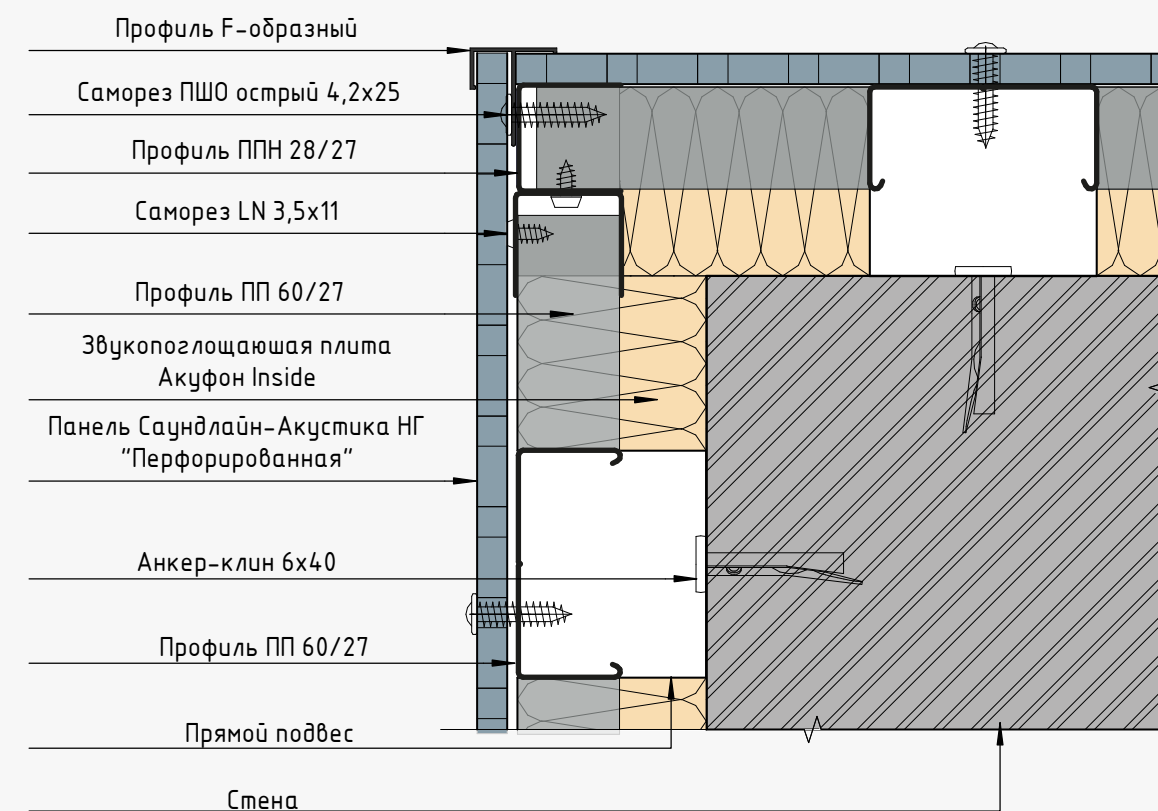 Профиль F-образный
Саморез ПШО острый 4,2х25
Профиль ППН 28/27
Саморез LN 3,5х11
Профиль ПП 60/27
Звукопоглощаюшая плита
Акуфон Inside
Панель Саундлайн-Акустика НГ
"Перфорированная"
Анкер-клин 6х40
Профиль ПП 60/27
Прямой подвес
Стена